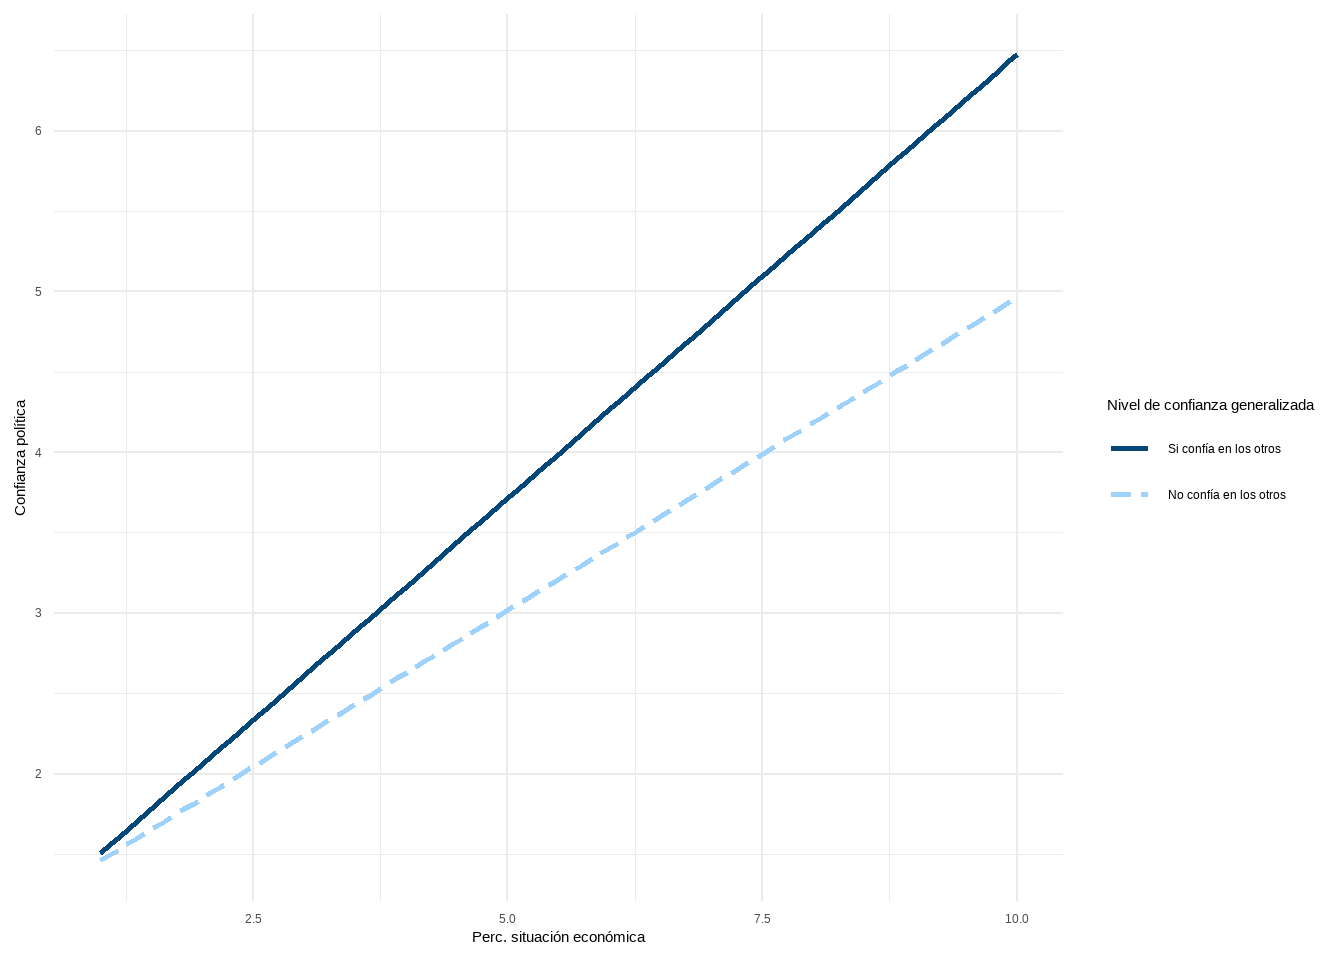 6
5
4
3
2
Confianza política
2.5
5.0
7.5
10.0
Perc. situación económica
Nivel de confianza generalizada
Si confía en los otros
No confía en los otros